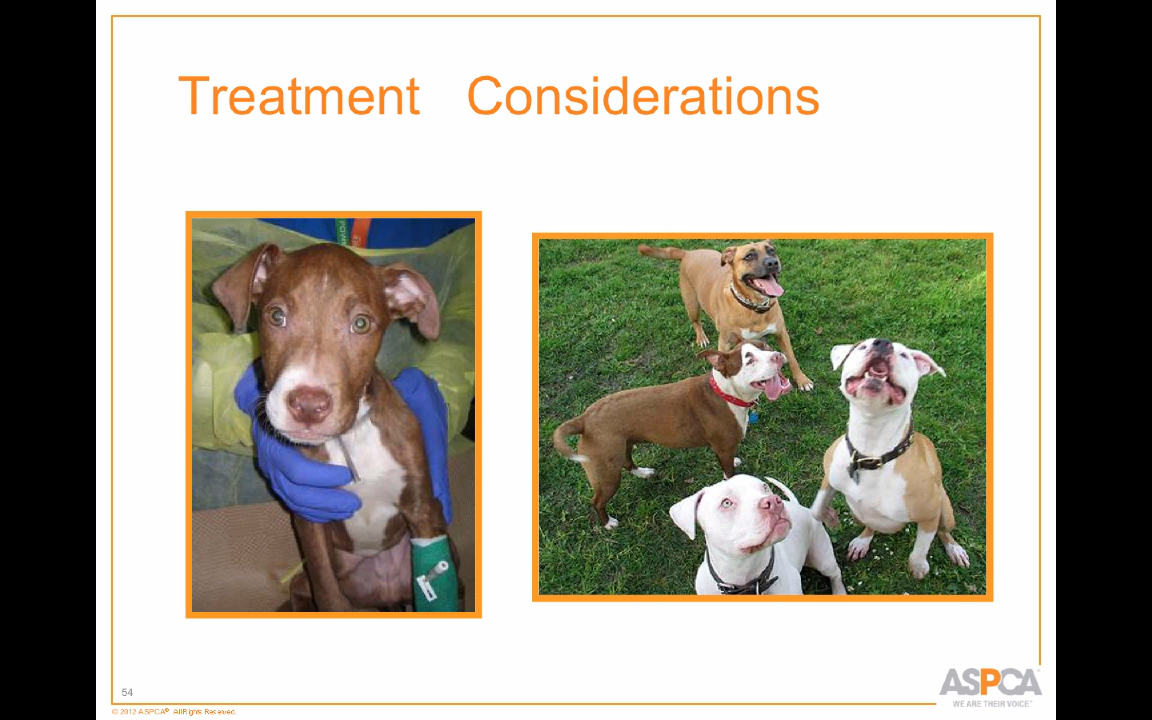 Treatment Considerations
54
© 2012 ASPCA® All Rights Reserved.
ASPCA®
WE ARE THEIR VOICE™